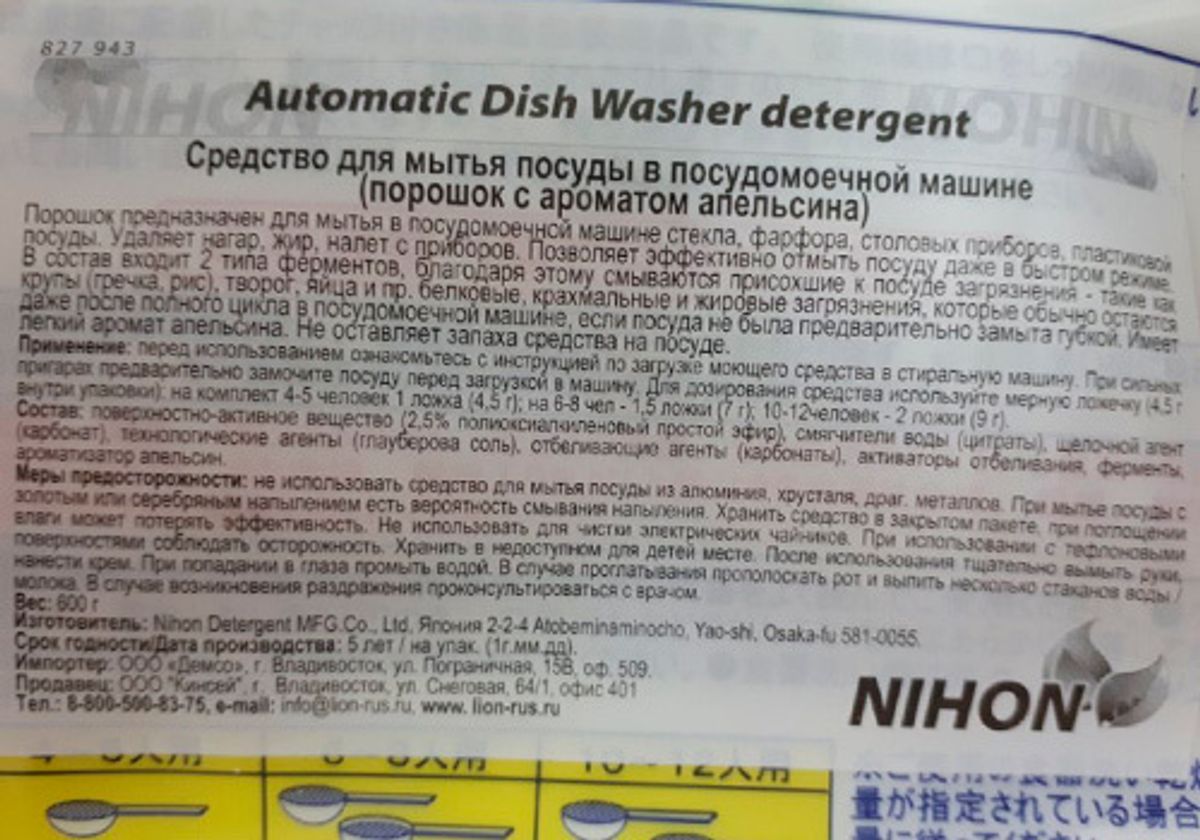 827 943
Automatic Dish Washer detergent
Средство для мытья посуды в посудомоечной машине
(порошок с ароматом апельсина)
Порошок предназначен для мытья в посудомоечной машине стекла, фарфора, столовых приборов, пластиковой
посуды. Удаляет нагар, жир, налет с приборов. Позволяет эффективно отмыть посуду даже в быстром режиме.
В состав входит 2 типа ферментов, благодаря этому смываются присохшие к посуде загрязнения - такие как
крупы (гречка, рис), творог, яйца и пр. белковые, крахмальные и жировые загрязнения, которые обычно остаются
даже после полного цикла в посудомоечной машине, если посуда не была предварительно замыта губкой. Имеет
легкий аромат апельсина. Не оставляет запаха средства на посуде.
Применение: перед использованием ознакомьтесь с инструкцией по загрузке моющего средства в стиральную машину. При сильных
пригарах предварительно замочите посуду перед загрузкой в машину. Для дозирования средства используйте мерную ложечку (4,5 г
внутри упаковки): на комплект 4-5 человек 1 ложка (4,5 г); на 6-8 чел - 1,5 ложки (7 г); 10-12человек - 2 ложки (9 г).
Состав: поверхностно-активное вещество (2,5% полиоксиалкиленовый простой эфир), смягчители воды (цитраты), щелочной агент
(карбонат), технологические агенты (глауберова соль), отбеливающие агенты (карбонаты), активаторы отбеливания, ферменты,
ароматизатор апельсин.
Меры предосторожности: не использовать средство для мытья посуды из алюминия, хрусталя, драг. металлов. При мытье посуды с
золотым или серебряным напылением есть вероятность смывания напыления. Хранить средство в закрытом пакете, при поглощении
влаги может потерять эффективность. Не использовать для чистки электрических чайников. При использовании с тефлоновыми
поверхностями соблюдать осторожность. Хранить в недоступном для детей месте. После использования тщательно вымыть руки,
нанести крем. При попадании в глаза промыть водой. В случае проглатывания прополоскать рот и выпить несколько стаканов воды /
молока. В случае возникновения раздражения проконсультироваться с врачом.
Вес: 600 г
Изготовитель: Nihon Detergent MFG.Co., Ltd, Япония 2-2-4 Atobeminaminocho, Yao-shi, Osaka-fu 581-0055.
Срок годности/Дата производства: 5 лет / на упак. (1г.мм.дд).
Импортер: ООО «Демсо», г. Владивосток, ул. Пограничная, 15В, оф. 509.
Продавец: ООО "Кинсей", г. Владивосток, ул. Снеговая, 64/1, офис 401
Тел.: 8-800-500-83-75, e-mail: info@lion-rus.ru, www. lion-rus.ru
NIHON
10～12人用
量が指定されている場合